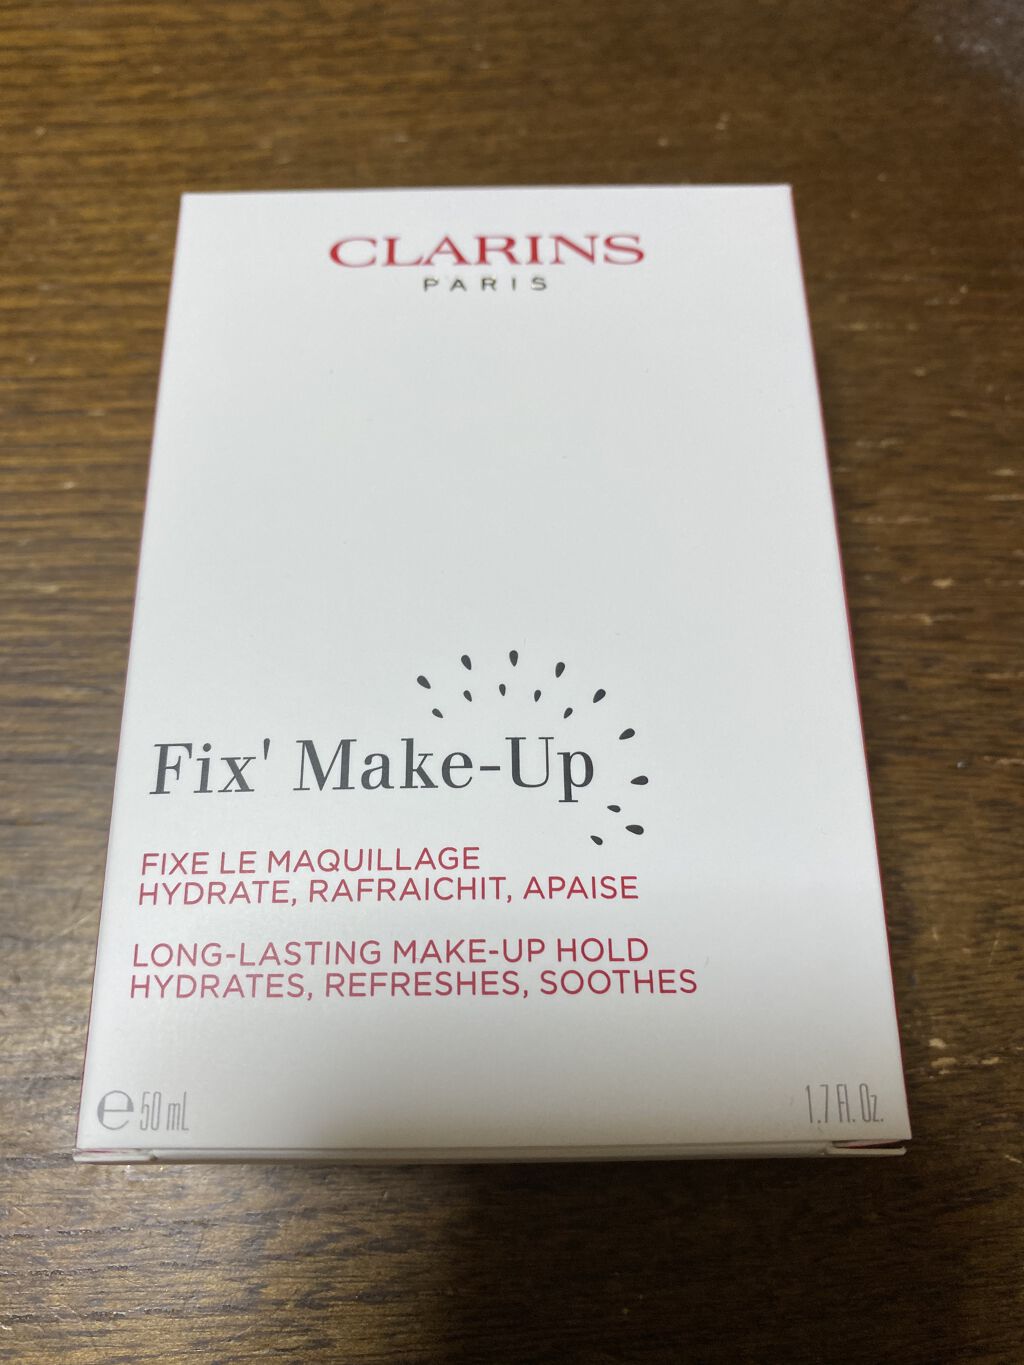 CLARINS
PARIS
Fix' Make-Up
FIXE LE MAQUILLAGE
HYDRATE, RAFRAICHIT, APAISE
LONG-LASTING MAKE-UP HOLD
HYDRATES, REFRESHES, SOOTHES
℮ 50 mL
1.7 Fl. Oz.